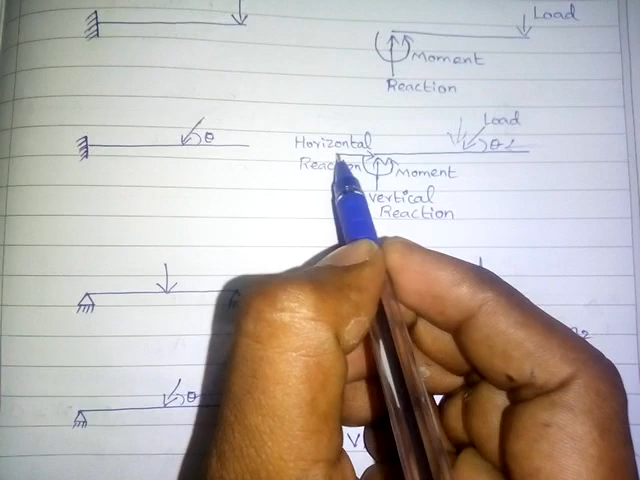 Load
Moment
Reaction
θ
Horizontal
Reaction
Load
θ
Moment
Vertical
Reaction
θ
V